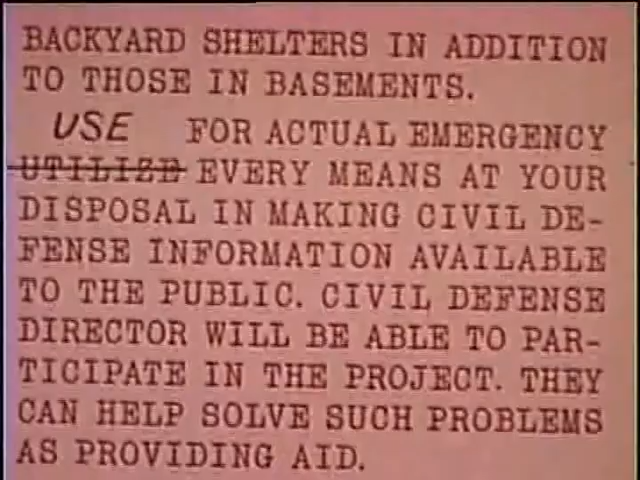 BACKYARD SHELTERS IN ADDITION
TO THOSE IN BASEMENTS.
USE FOR ACTUAL EMERGENCY
UTILIZE EVERY MEANS AT YOUR
DISPOSAL IN MAKING CIVIL DE-
FENSE INFORMATION AVAILABLE
TO THE PUBLIC. CIVIL DEFENSE
DIRECTOR WILL BE ABLE TO PAR-
TICIPATE IN THE PROJECT. THEY
CAN HELP SOLVE SUCH PROBLEMS
AS PROVIDING AID.